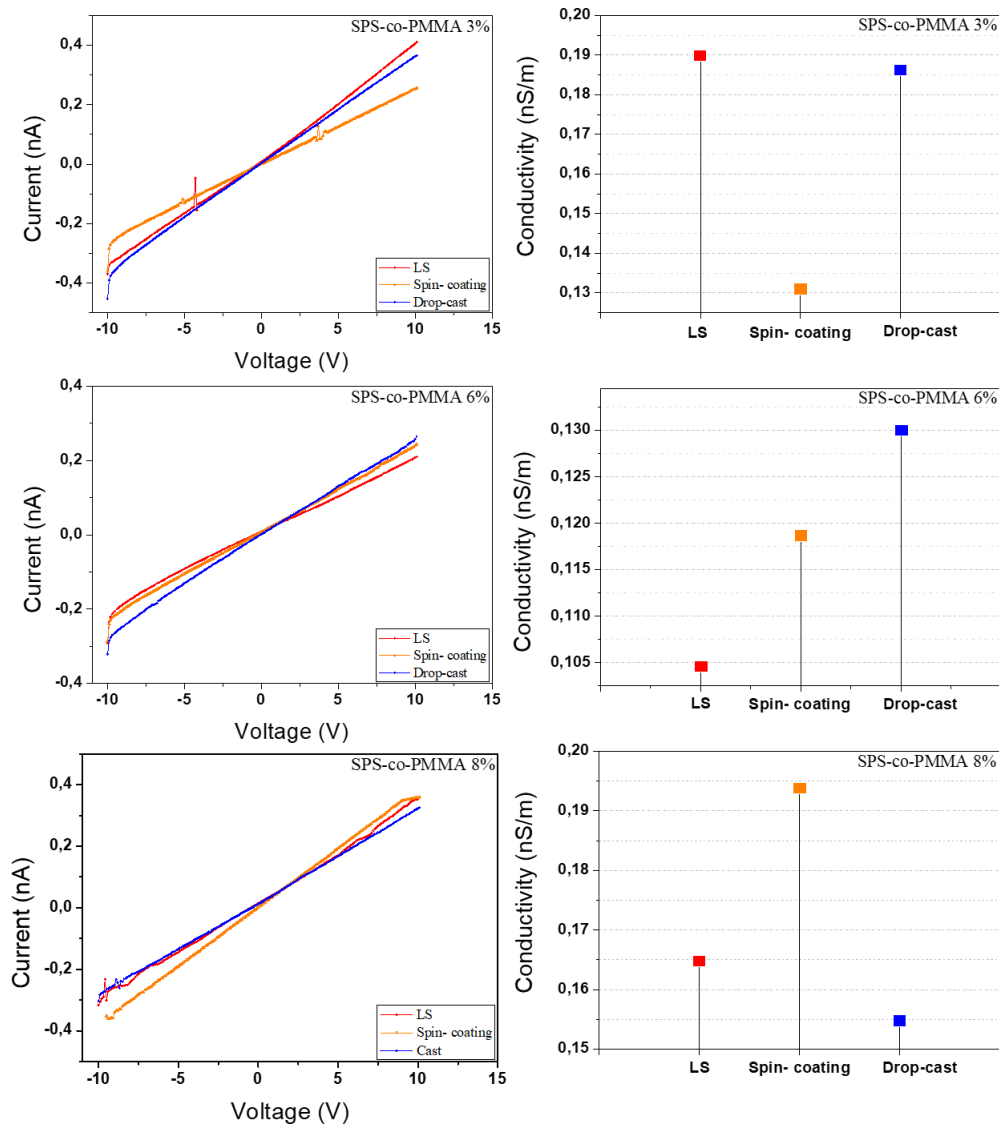 SPS-co-PMMA 3%
0,4
0,2
0,0
-0,2
-0,4
Current (nA)
LS
Spin- coating
Drop-cast
-10
-5
0
5
10
15
Voltage (V)
SPS-co-PMMA 3%
0,20
0,19
0,18
0,17
0,16
0,15
0,14
0,13
Conductivity (nS/m)
LS
Spin- coating
Drop-cast
SPS-co-PMMA 6%
0,4
0,2
0,0
-0,2
-0,4
Current (nA)
LS
Spin- coating
Drop-cast
-10
-5
0
5
10
15
Voltage (V)
SPS-co-PMMA 6%
0,130
0,125
0,120
0,115
0,110
0,105
Conductivity (nS/m)
LS
Spin- coating
Drop-cast
SPS-co-PMMA 8%
0,4
0,2
0,0
-0,2
-0,4
Current (nA)
LS
Spin- coating
Cast
-10
-5
0
5
10
15
Voltage (V)
SPS-co-PMMA 8%
0,20
0,19
0,18
0,17
0,16
0,15
Conductivity (nS/m)
LS
Spin- coating
Drop-cast